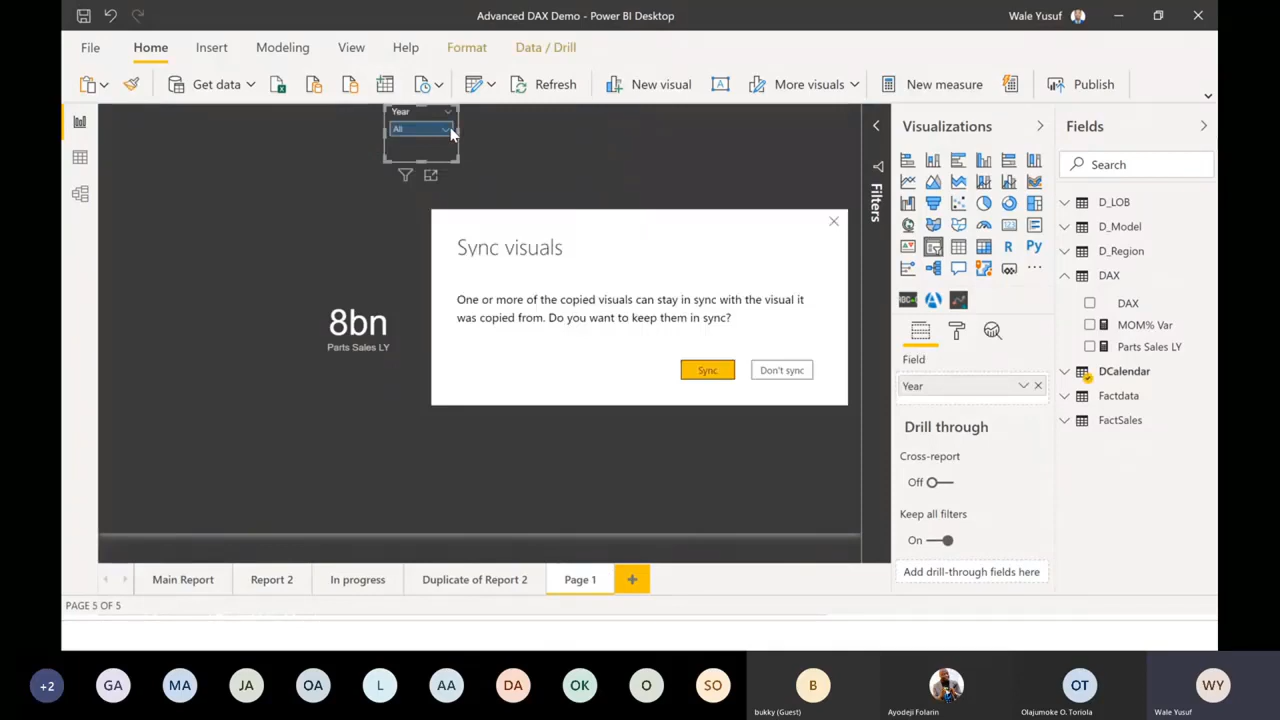 Advanced DAX Demo - Power BI Desktop
Wale Yusuf
File Home Insert Modeling View Help Format Data / Drill
Get data
Refresh
New visual
More visuals
New measure
Publish
Year
All
8bn
Parts Sales LY
Sync visuals
One or more of the copied visuals can stay in sync with the visual it
was copied from. Do you want to keep them in sync?
Sync
Don't sync
Filters
Visualizations
R
Py
Field
Year
Drill through
Cross-report
Off
Keep all filters
On
Add drill-through fields here
Fields
Search
D_LOB
D_Model
D_Region
DAX
DAX
MOM% Var
Parts Sales LY
DCalendar
Factdata
FactSales
Main Report
Report 2
In progress
Duplicate of Report 2
Page 1
PAGE 5 OF 5
+2
GA
MA
JA
OA
L
AA
DA
OK
O
SO
B
bukky (Guest)
Ayodeji Folarin
OT
Olajumoke O. Toriola
WY
Wale Yusuf